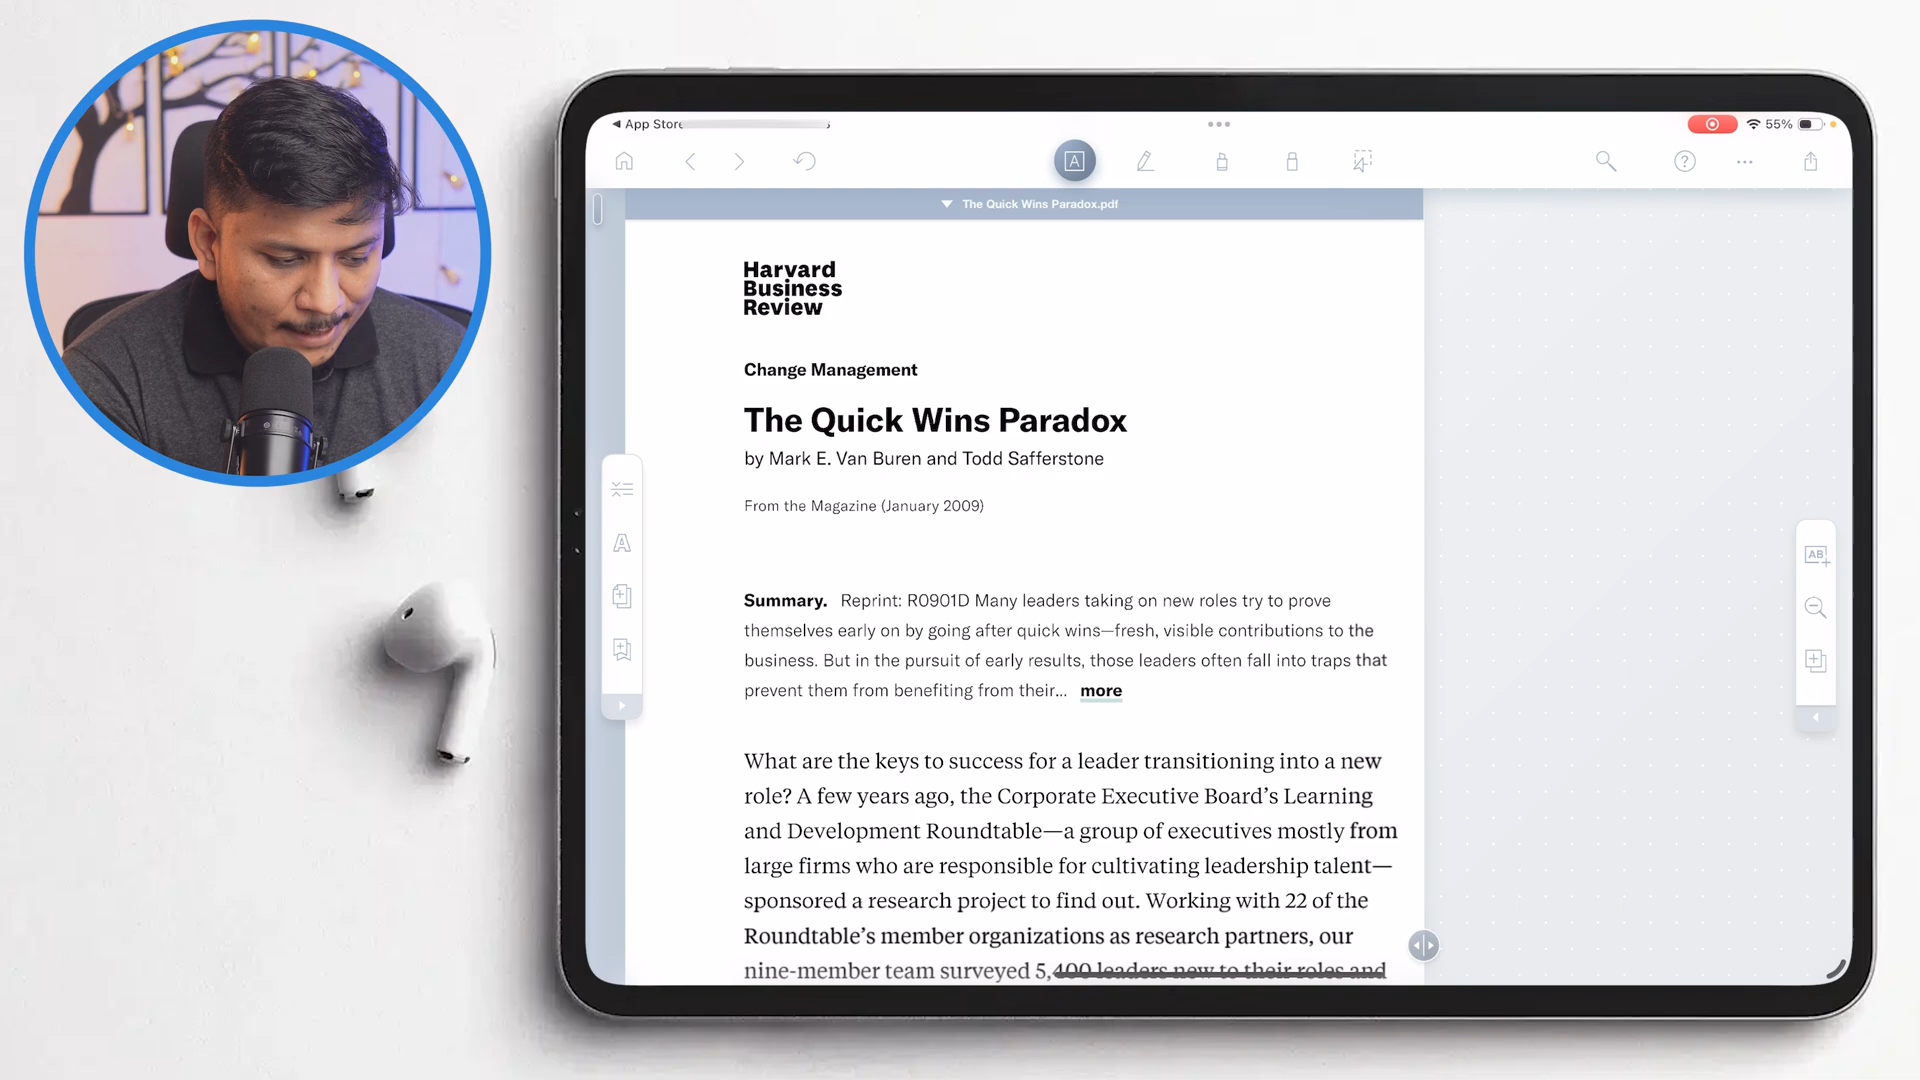 App Store
55%
A
The Quick Wins Paradox.pdf
Harvard
Business
Review
Change Management
The Quick Wins Paradox
by Mark E. Van Buren and Todd Safferstone
From the Magazine (January 2009)
A
AB
Summary. Reprint: R0901D Many leaders taking on new roles try to prove
themselves early on by going after quick wins—fresh, visible contributions to the
business. But in the pursuit of early results, those leaders often fall into traps that
prevent them from benefiting from their... more
What are the keys to success for a leader transitioning into a new
role? A few years ago, the Corporate Executive Board’s Learning
and Development Roundtable—a group of executives mostly from
large firms who are responsible for cultivating leadership talent—
sponsored a research project to find out. Working with 22 of the
Roundtable’s member organizations as research partners, our
nine-member team surveyed 5,400 leaders new to their roles and